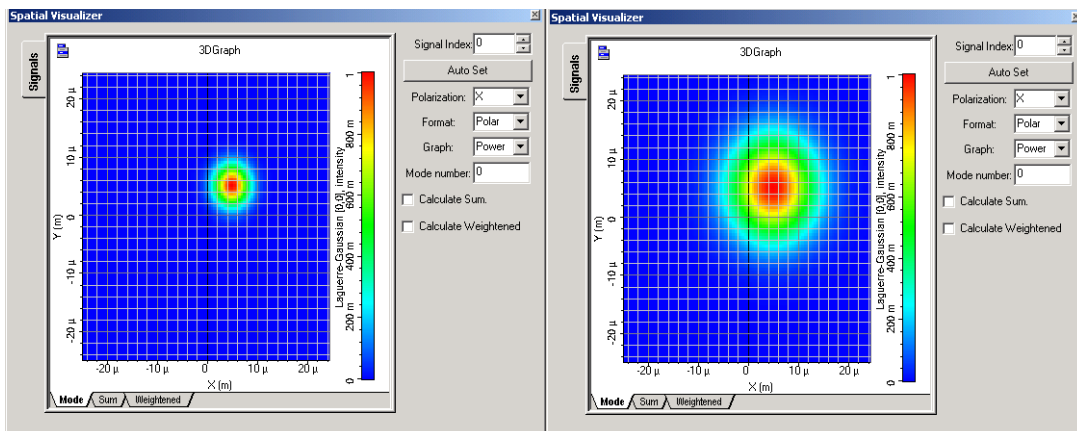 Spatial Visualizer
Signals
3DGraph
Y (m)
20 µ
10 µ
0
-10 µ
-20 µ
-20 µ -10 µ 0 10 µ 20 µ
X (m)
Laguerre-Gaussian [0,0], intensity
1
800 m
600 m
400 m
200 m
0
Mode Sum Weightened
Signal Index: 0
Auto Set
Polarization: X
Format: Polar
Graph: Power
Mode number: 0
Calculate Sum.
Calculate Weightened
Spatial Visualizer
Signals
3DGraph
Y (m)
20 µ
10 µ
0
-10 µ
-20 µ
-20 µ -10 µ 0 10 µ 20 µ
X (m)
Laguerre-Gaussian [0,0], intensity
1
800 m
600 m
400 m
200 m
0
Mode Sum Weightened
Signal Index: 0
Auto Set
Polarization: X
Format: Polar
Graph: Power
Mode number: 0
Calculate Sum.
Calculate Weightened